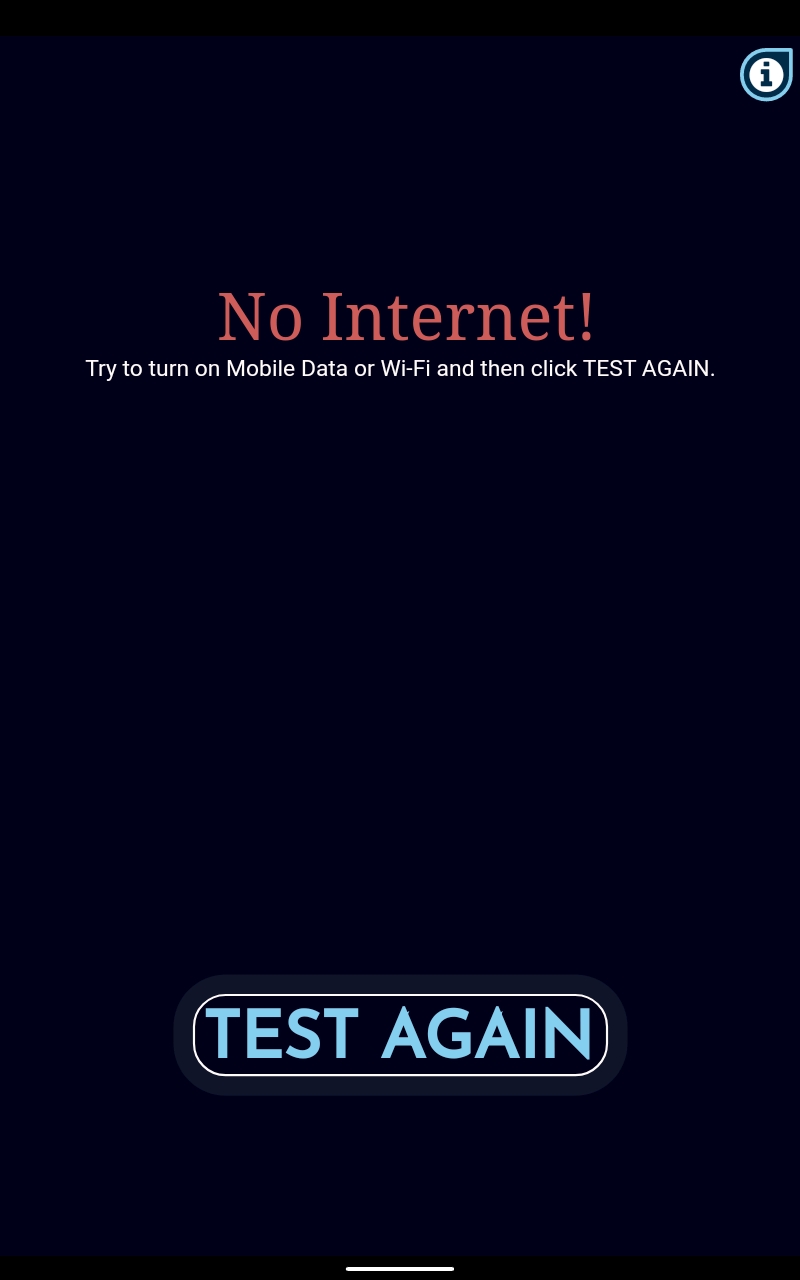 No Internet!
Try to turn on Mobile Data or Wi-Fi and then click TEST AGAIN.
TEST AGAIN